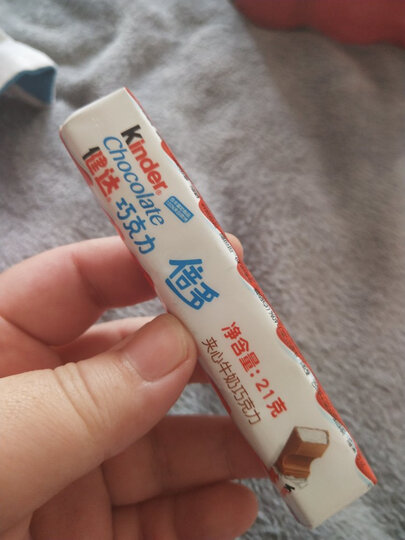 Kinder
Chocolate
健达
巧克力
倍多
净含量:21克
夹心牛奶巧克力